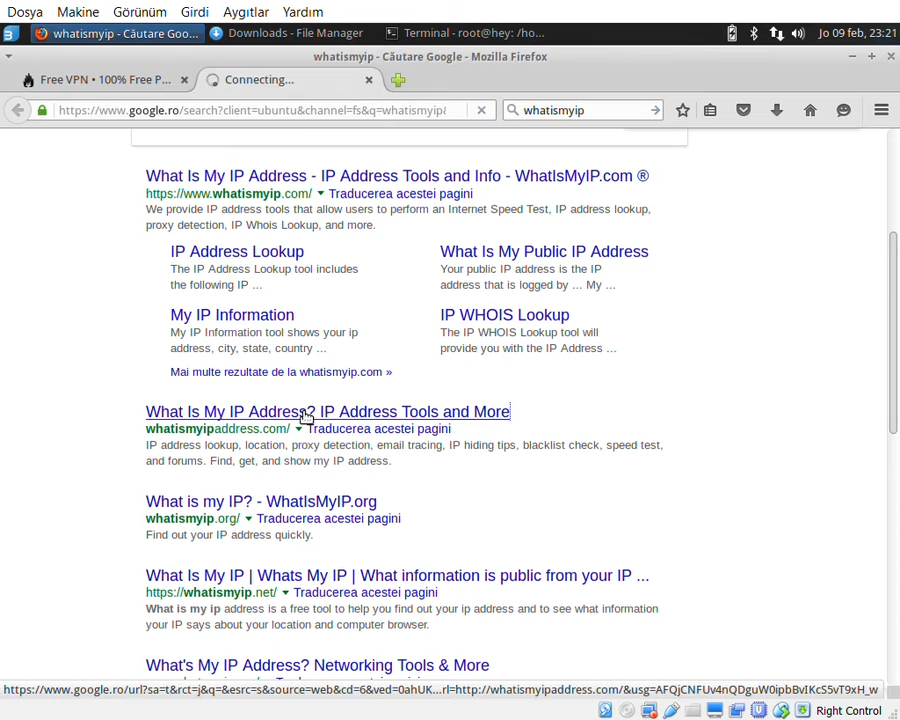 Dosya Makine Görünüm Girdi Aygıtlar Yardım
whatismyip - Căutare Goo... Downloads - File Manager Terminal - root@hey: /ho... Jo 09 feb, 23:21
whatismyip - Căutare Google - Mozilla Firefox
Free VPN • 100% Free P... Connecting...
https://www.google.ro/search?client=ubuntu&channel=fs&q=whatismyip& whatismyip
What Is My IP Address - IP Address Tools and Info - WhatIsMyIP.com ®
https://www.whatismyip.com/ Traducerea acestei pagini
We provide IP address tools that allow users to perform an Internet Speed Test, IP address lookup,
proxy detection, IP Whois Lookup, and more.
IP Address Lookup
The IP Address Lookup tool includes
the following IP ...
What Is My Public IP Address
Your public IP address is the IP
address that is logged by ... My ...
My IP Information
My IP Information tool shows your ip
address, city, state, country ...
IP WHOIS Lookup
The IP WHOIS Lookup tool will
provide you with the IP Address ...
Mai multe rezultate de la whatismyip.com »
What Is My IP Address? IP Address Tools and More
whatismyipaddress.com/ Traducerea acestei pagini
IP address lookup, location, proxy detection, email tracing, IP hiding tips, blacklist check, speed test,
and forums. Find, get, and show my IP address.
What is my IP? - WhatIsMyIP.org
whatismyip.org/ Traducerea acestei pagini
Find out your IP address quickly.
What Is My IP | Whats My IP | What information is public from your IP ...
https://whatismyip.net/ Traducerea acestei pagini
What is my ip address is a free tool to help you find out your ip address and to see what information
your IP says about your location and computer browser.
What's My IP Address? Networking Tools & More
https://www.google.ro/url?sa=t&rct=j&q=&esrc=s&source=web&cd=6&ved=0ahUK...rl=http://whatismyipaddress.com/&usg=AFQjCNFUv4nQDguW0ipbBvIKcS5vT9xH_w
Right Control